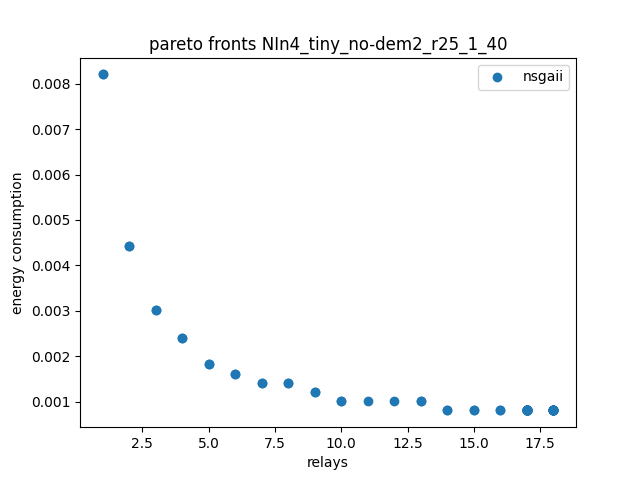 pareto fronts NIn4_tiny_no-dem2_r25_1_40
nsgaii
energy consumption
0.008
0.007
0.006
0.005
0.004
0.003
0.002
0.001
2.5 5.0 7.5 10.0 12.5 15.0 17.5
relays